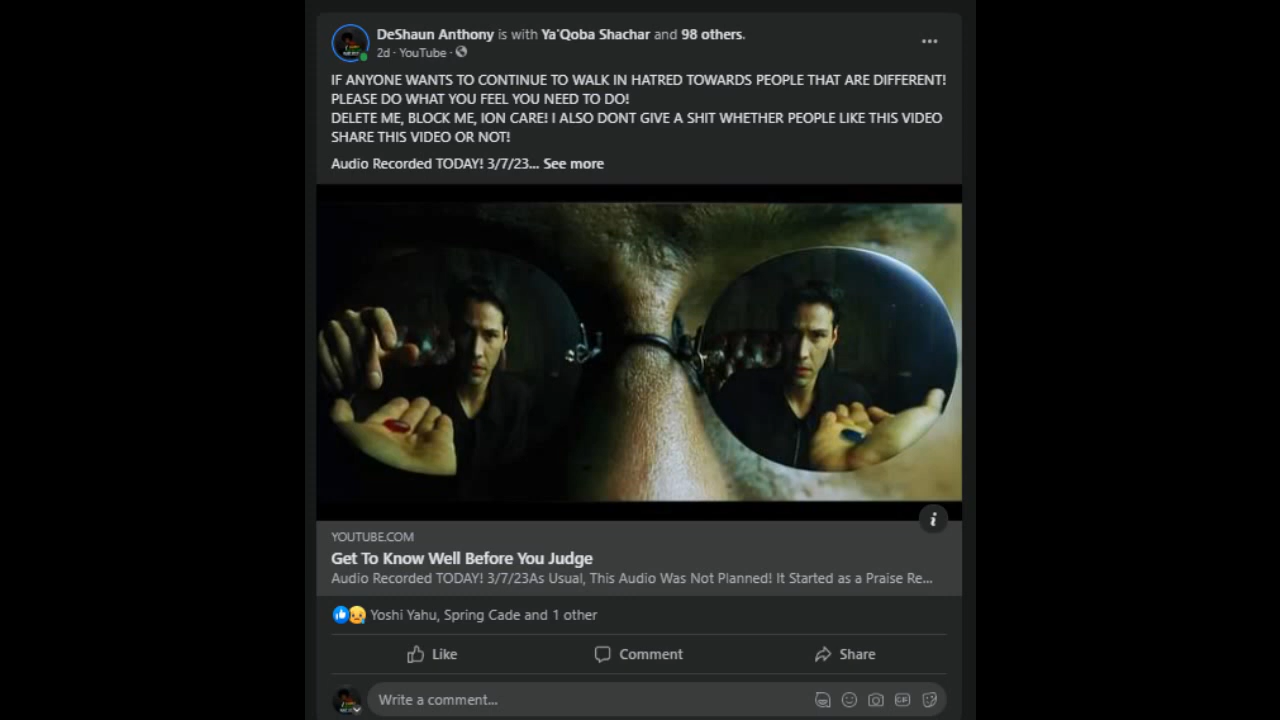 DeShaun Anthony is with Ya'Qoba Shachar and 98 others.
2d · YouTube ·
IF ANYONE WANTS TO CONTINUE TO WALK IN HATRED TOWARDS PEOPLE THAT ARE DIFFERENT!
PLEASE DO WHAT YOU FEEL YOU NEED TO DO!
DELETE ME, BLOCK ME, ION CARE! I ALSO DONT GIVE A SHIT WHETHER PEOPLE LIKE THIS VIDEO
SHARE THIS VIDEO OR NOT!
Audio Recorded TODAY! 3/7/23... See more
YOUTUBE.COM
Get To Know Well Before You Judge
Audio Recorded TODAY! 3/7/23As Usual, This Audio Was Not Planned! It Started as a Praise Re...
Yoshi Yahu, Spring Cade and 1 other
Like Comment Share
Write a comment...
GIF